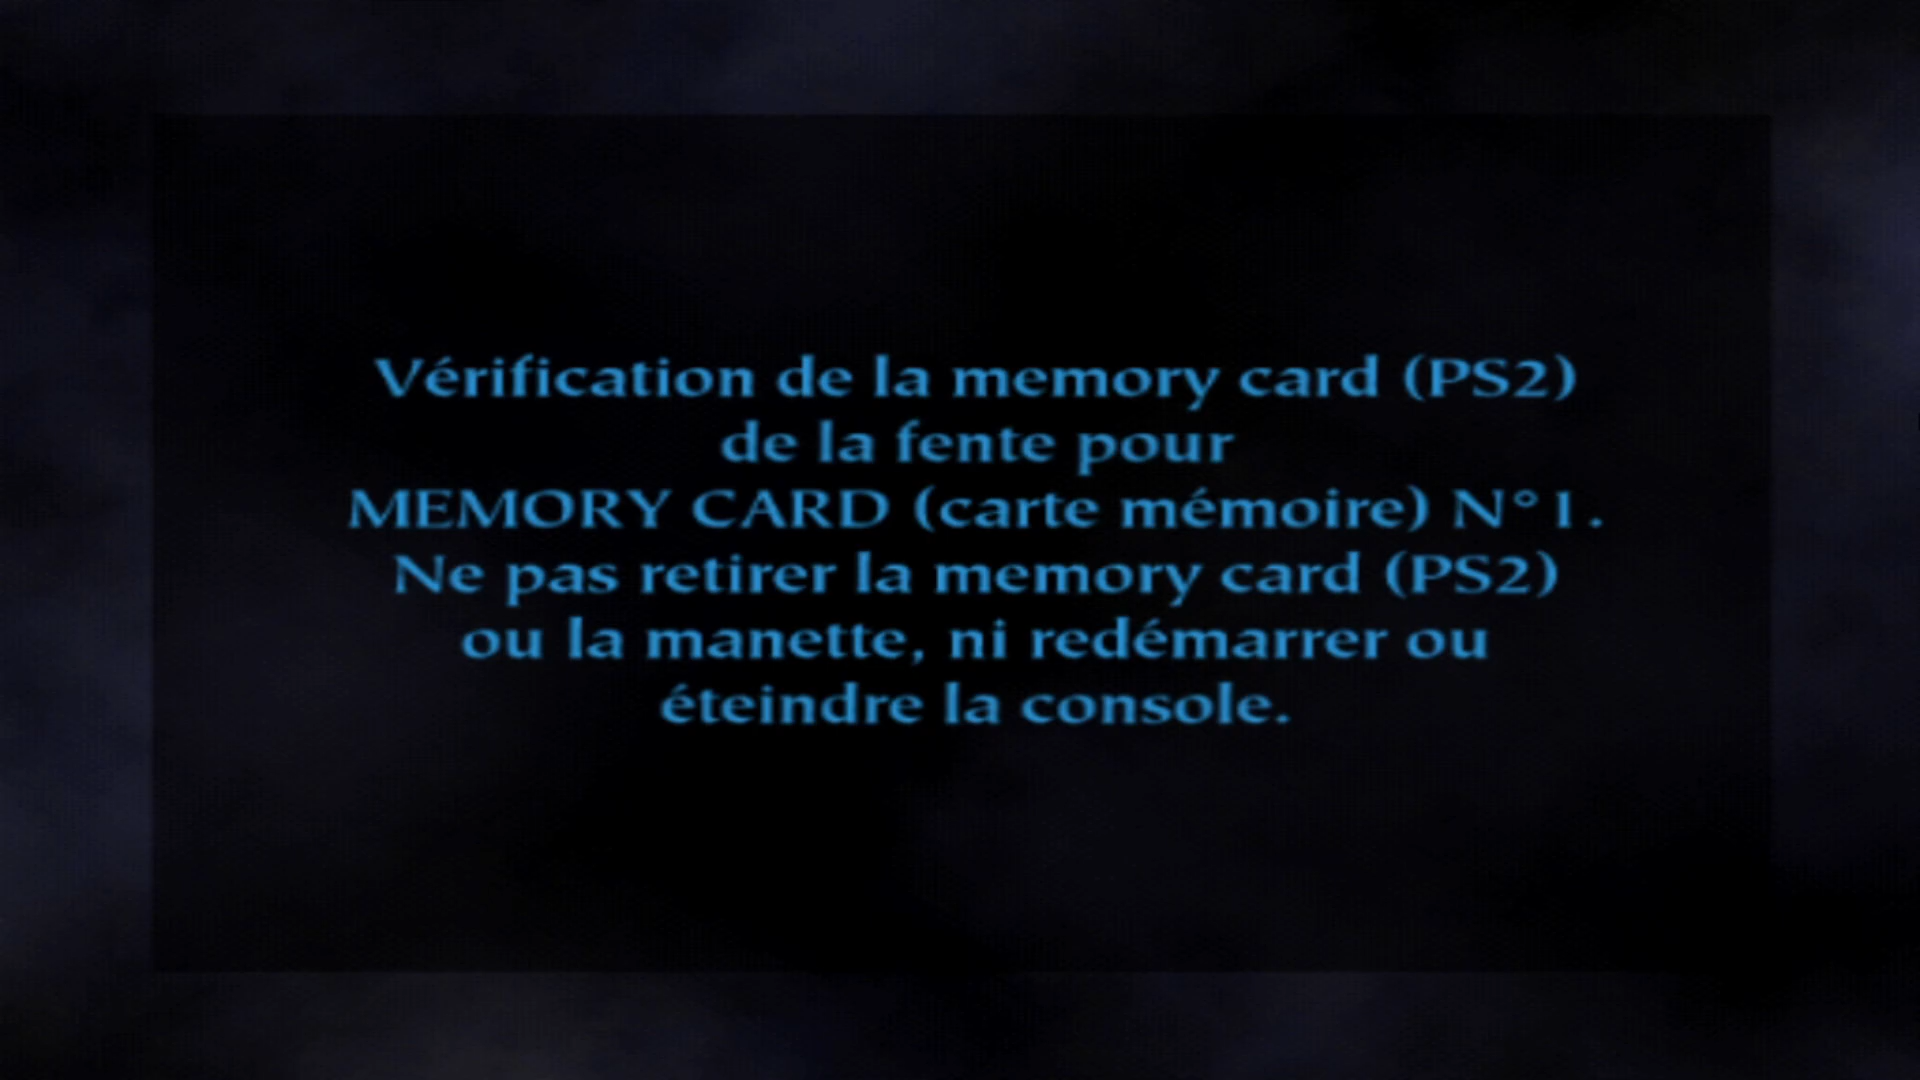 Vérification de la memory card (PS2)
de la fente pour
MEMORY CARD (carte mémoire) N°1.
Ne pas retirer la memory card (PS2)
ou la manette, ni redémarrer ou
éteindre la console.